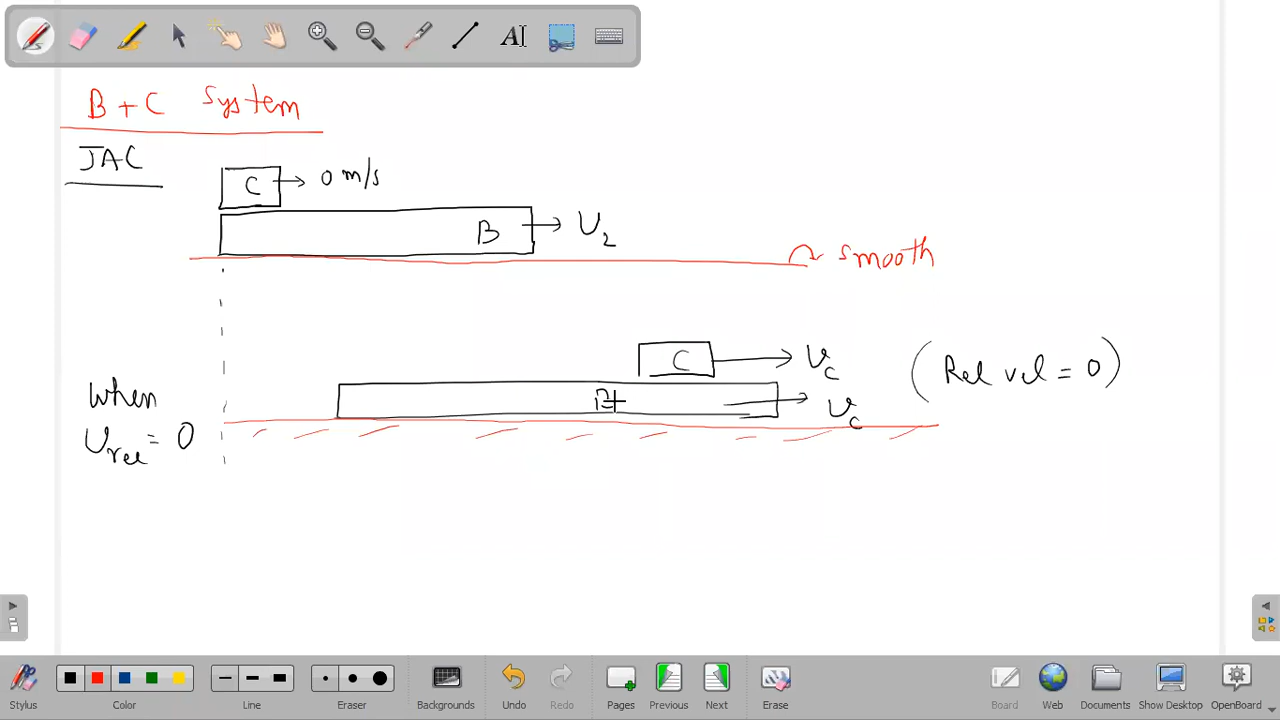 B + C System
JAC
C → 0 m/s
B → U2
smooth
C → Vc
(Rel vel = 0)
B → Vc
when
Urel = 0
Stylus
Color
Line
Eraser
Backgrounds
Undo
Redo
Pages
Previous
Next
Erase
Board
Web
Documents
Show Desktop
OpenBoard